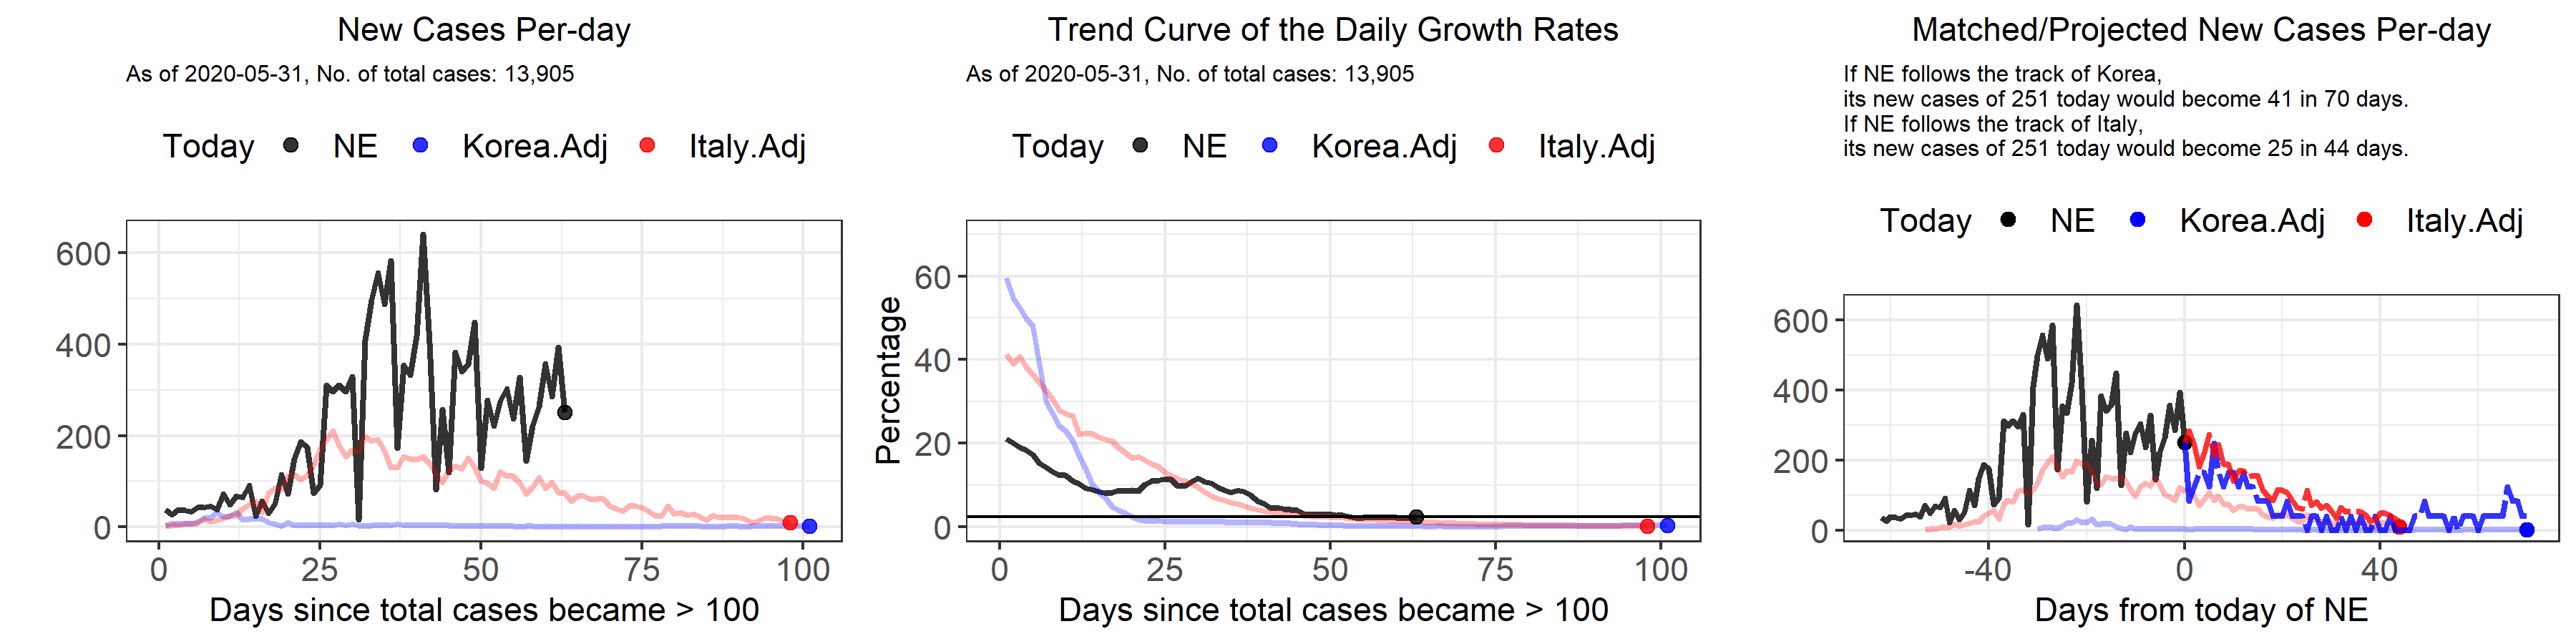 New Cases Per-day
As of 2020-05-31, No. of total cases: 13,905
Today NE Korea.Adj Italy.Adj
600
400
200
0
0 25 50 75 100
Days since total cases became > 100
Trend Curve of the Daily Growth Rates
As of 2020-05-31, No. of total cases: 13,905
Today NE Korea.Adj Italy.Adj
Percentage
60
40
20
0
0 25 50 75 100
Days since total cases became > 100
Matched/Projected New Cases Per-day
If NE follows the track of Korea,
its new cases of 251 today would become 41 in 70 days.
If NE follows the track of Italy,
its new cases of 251 today would become 25 in 44 days.
Today NE Korea.Adj Italy.Adj
600
400
200
0
-40 0 40
Days from today of NE